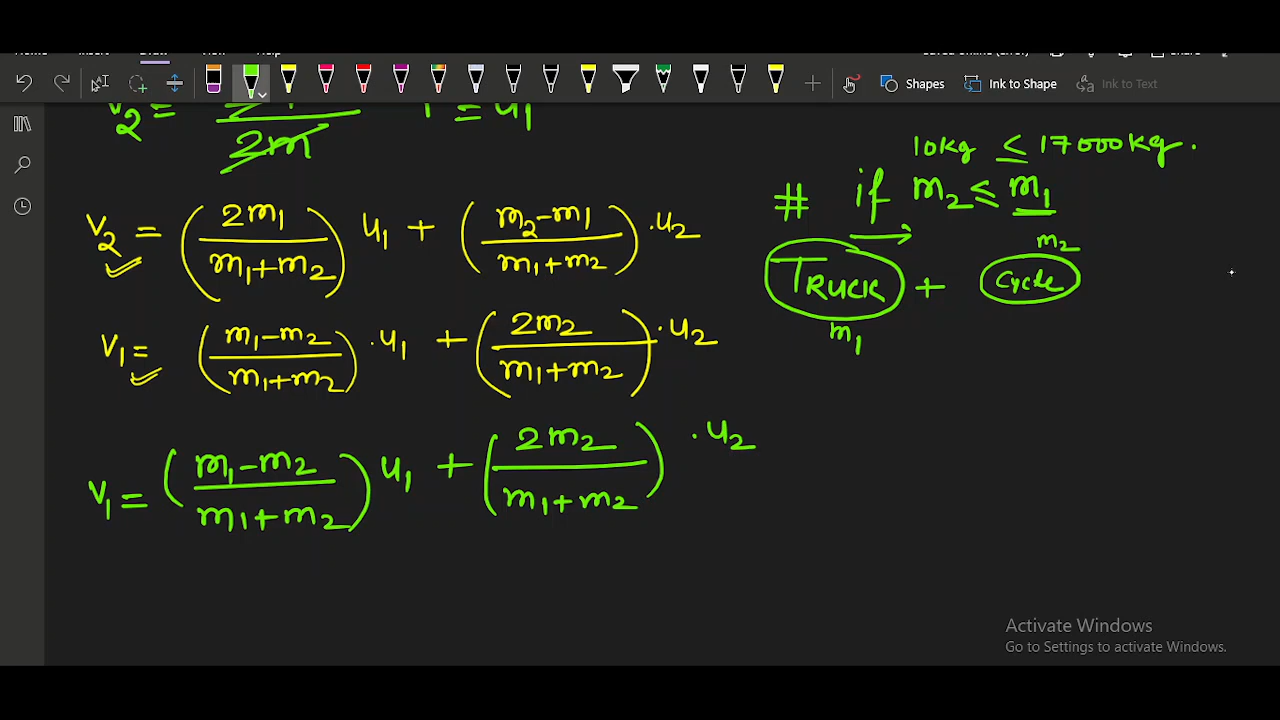 Ink to Shape
Shapes
Ink to Text
2m
10kg ≤ 17000kg.
# if m₂ ≤ m₁
v₂ = (2m₁/m₁+m₂) u₁ + (m₂-m₁/m₁+m₂) .u₂
m₂
TRUCK + cycle
m₁
v₁ = (m₁-m₂/m₁+m₂) .u₁ + (2m₂/m₁+m₂) .u₂
v₁ = (m₁-m₂/m₁+m₂) u₁ + (2m₂/m₁+m₂) .u₂
Activate Windows
Go to Settings to activate Windows.